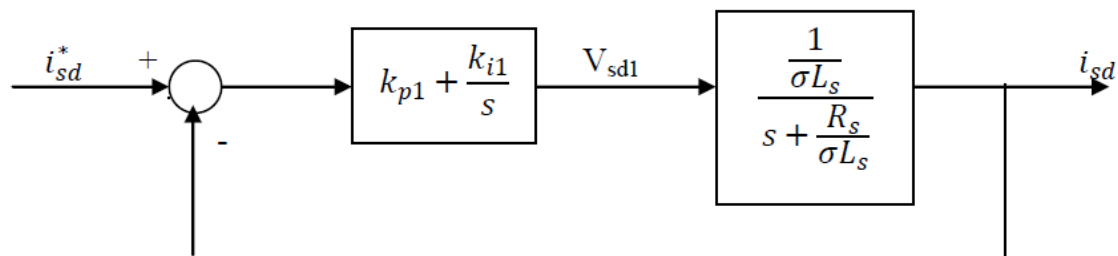 i*sd
+
-
kp1 + ki1/s
Vsd1
1/σLs / s + Rs/σLs
isd